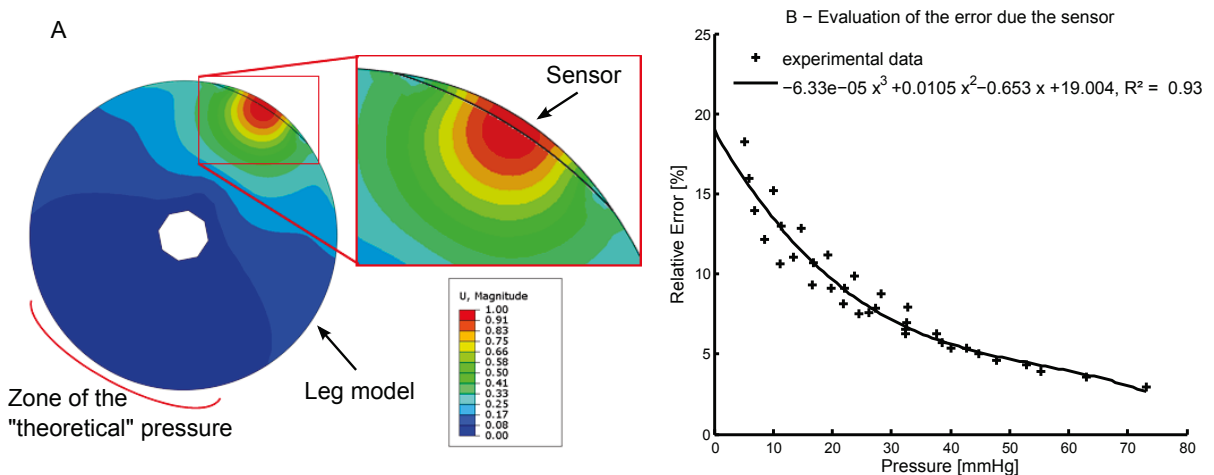 A
Sensor
Leg model
Zone of the
"theoretical" pressure
U, Magnitude
1.00
0.91
0.83
0.75
0.66
0.58
0.50
0.41
0.33
0.25
0.17
0.08
0.00
B − Evaluation of the error due the sensor
experimental data
−6.33e−05 x³ +0.0105 x²−0.653 x +19.004, R² = 0.93
Relative Error [%]
25
20
15
10
5
0
0 10 20 30 40 50 60 70 80
Pressure [mmHg]